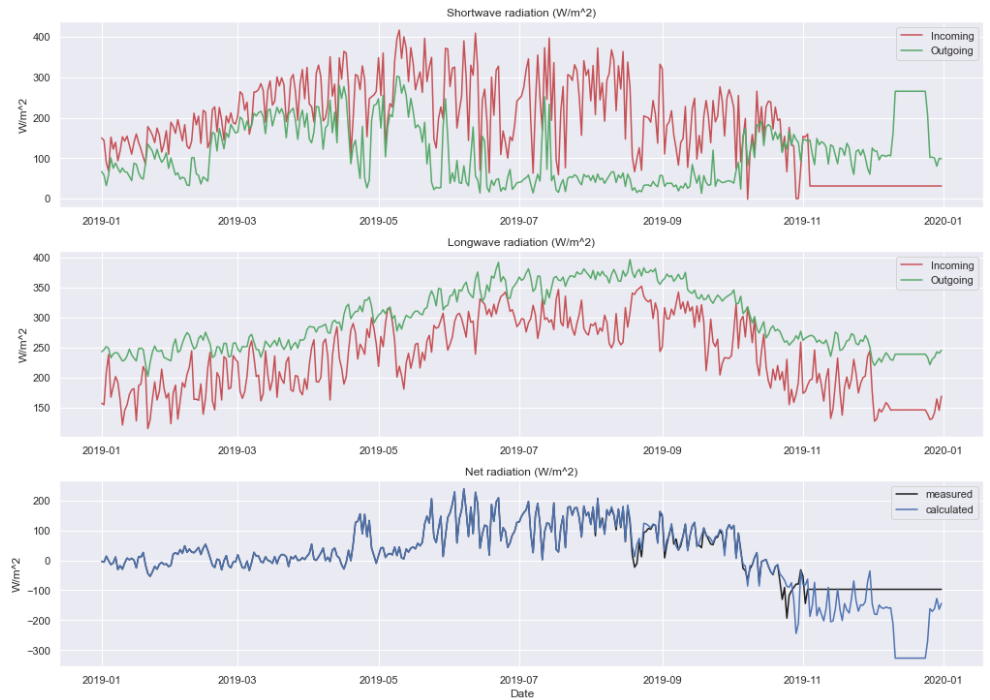 Shortwave radiation (W/m^2)
Incoming
Outgoing
W/m^2
400
300
200
100
0
2019-01
2019-03
2019-05
2019-07
2019-09
2019-11
2020-01
Longwave radiation (W/m^2)
Incoming
Outgoing
W/m^2
400
350
300
250
200
150
2019-01
2019-03
2019-05
2019-07
2019-09
2019-11
2020-01
Net radiation (W/m^2)
measured
calculated
W/m^2
200
100
0
−100
−200
−300
2019-01
2019-03
2019-05
2019-07
2019-09
2019-11
2020-01
Date